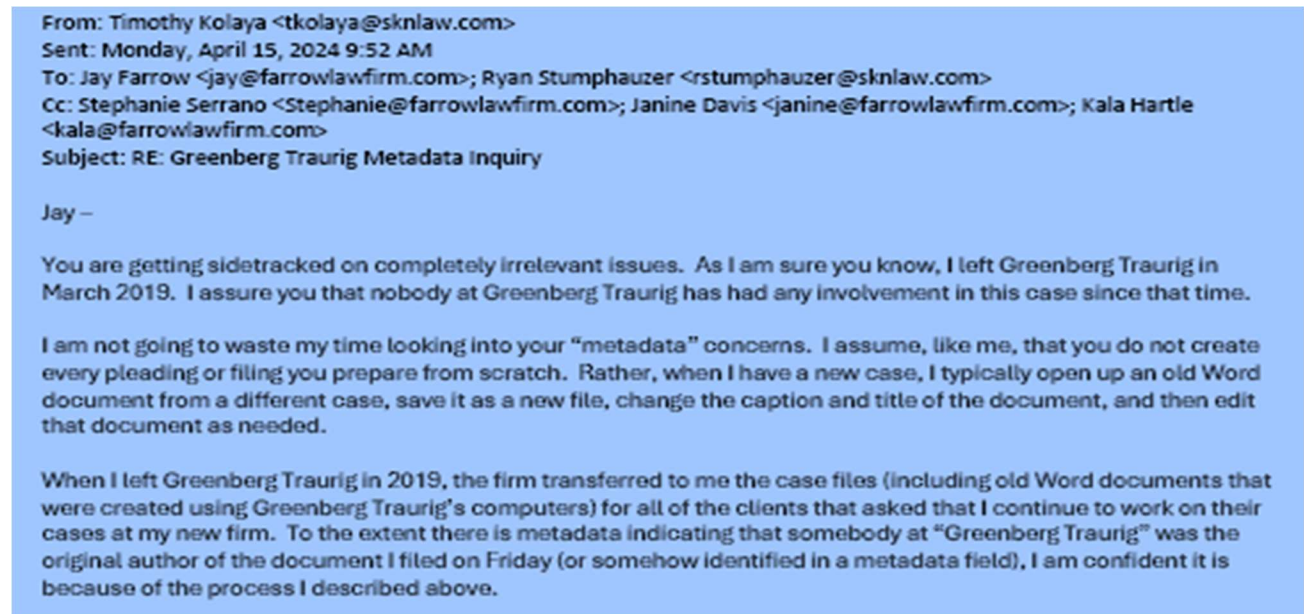 From: Timothy Kolaya <tkolaya@sknlaw.com>
Sent: Monday, April 15, 2024 9:52 AM
To: Jay Farrow <jay@farrowlawfirm.com>; Ryan Stumphauzer <rstumphauzer@sknlaw.com>
Cc: Stephanie Serrano <Stephanie@farrowlawfirm.com>; Janine Davis <janine@farrowlawfirm.com>; Kala Hartle
<kala@farrowlawfirm.com>
Subject: RE: Greenberg Traurig Metadata Inquiry
Jay –
You are getting sidetracked on completely irrelevant issues.  As I am sure you know, I left Greenberg Traurig in
March 2019.  I assure you that nobody at Greenberg Traurig has had any involvement in this case since that time.
I am not going to waste my time looking into your “metadata” concerns.  I assume, like me, that you do not create
every pleading or filing you prepare from scratch.  Rather, when I have a new case, I typically open up an old Word
document from a different case, save it as a new file, change the caption and title of the document, and then edit
that document as needed.
When I left Greenberg Traurig in 2019, the firm transferred to me the case files (including old Word documents that
were created using Greenberg Traurig’s computers) for all of the clients that asked that I continue to work on their
cases at my new firm.  To the extent there is metadata indicating that somebody at “Greenberg Traurig” was the
original author of the document I filed on Friday (or somehow identified in a metadata field), I am confident it is
because of the process I described above.